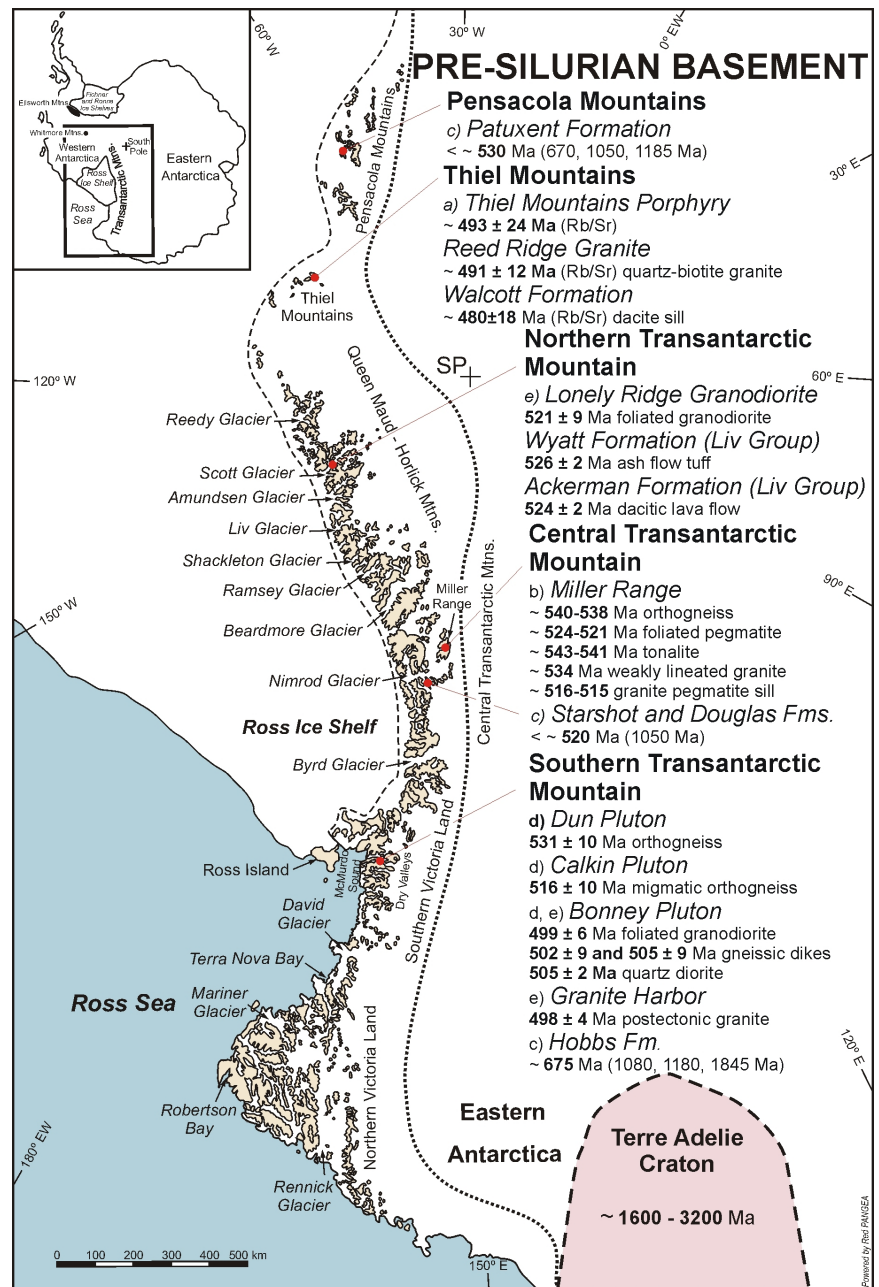 60º W
30º W
0º EW
30º E
60º E
90º E
120º E
150º E
180º EW
150º W
120º W
Ellsworth Mtns.
Filchner
and Ronne
Ice Shelves
Whitmore Mtns.
Western
Antarctica
South
Pole
Eastern
Antarctica
Ross
Ice Shelf
Ross
Sea
Transantarctic Mtns.
PRE-SILURIAN BASEMENT
Pensacola Mountains
c) Patuxent Formation
< ~ 530 Ma (670, 1050, 1185 Ma)
Thiel Mountains
a) Thiel Mountains Porphyry
~ 493 ± 24 Ma (Rb/Sr)
Reed Ridge Granite
~ 491 ± 12 Ma (Rb/Sr) quartz-biotite granite
Walcott Formation
~ 480±18 Ma (Rb/Sr) dacite sill
Northern Transantarctic
Mountain
e) Lonely Ridge Granodiorite
521 ± 9 Ma foliated granodiorite
Wyatt Formation (Liv Group)
526 ± 2 Ma ash flow tuff
Ackerman Formation (Liv Group)
524 ± 2 Ma dacitic lava flow
Central Transantarctic
Mountain
b) Miller Range
~ 540-538 Ma orthogneiss
~ 524-521 Ma foliated pegmatite
~ 543-541 Ma tonalite
~ 534 Ma weakly lineated granite
~ 516-515 granite pegmatite sill
c) Starshot and Douglas Fms.
< ~ 520 Ma (1050 Ma)
Southern Transantarctic
Mountain
d) Dun Pluton
531 ± 10 Ma orthogneiss
d) Calkin Pluton
516 ± 10 Ma migmatic orthogneiss
d, e) Bonney Pluton
499 ± 6 Ma foliated granodiorite
502 ± 9 and 505 ± 9 Ma gneissic dikes
505 ± 2 Ma quartz diorite
e) Granite Harbor
498 ± 4 Ma postectonic granite
c) Hobbs Fm.
~ 675 Ma (1080, 1180, 1845 Ma)
Pensacola Mountains
Thiel
Mountains
SP
Queen Maud - Horlick Mtns.
Reedy Glacier
Scott Glacier
Amundsen Glacier
Liv Glacier
Shackleton Glacier
Ramsey Glacier
Miller
Range
Beardmore Glacier
Central Transantarctic Mtns.
Nimrod Glacier
Ross Ice Shelf
Byrd Glacier
Southern Victoria Land
Ross Island
McMurdo
Sound
Dry Valleys
David
Glacier
Terra Nova Bay
Ross Sea
Mariner
Glacier
Northern Victoria Land
Robertson
Bay
Rennick
Glacier
Eastern
Antarctica
Terre Adelie
Craton
~ 1600 - 3200 Ma
0 100 200 300 400 500 km
Powered by Red PANGEA